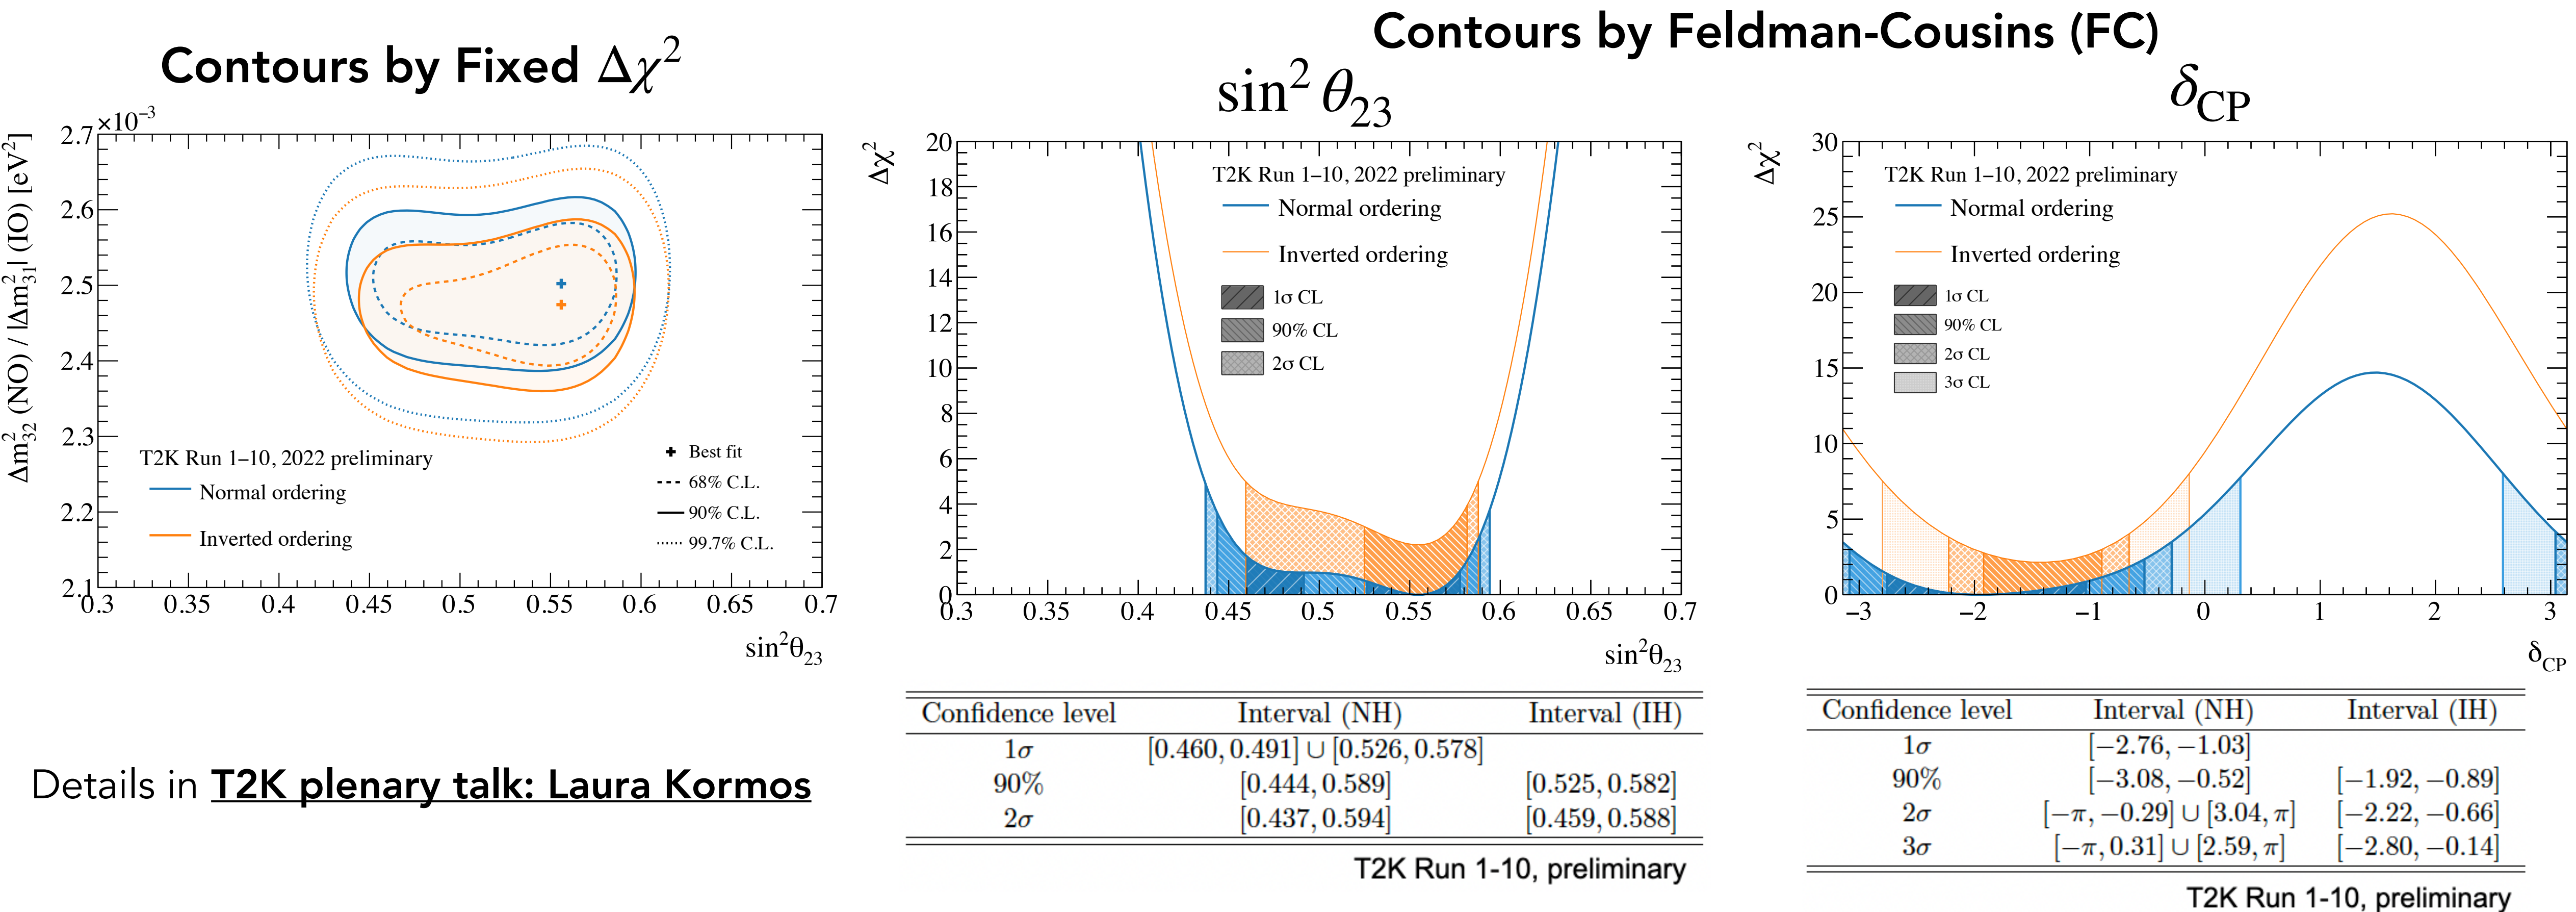 Contours by Fixed Δχ²
×10⁻³
2.7
2.6
2.5
2.4
2.3
2.2
2.1
Δm²₃₂ (NO) / |Δm²₃₁| (IO) [eV²]
T2K Run 1–10, 2022 preliminary
Normal ordering
Inverted ordering
Best fit
68% C.L.
90% C.L.
99.7% C.L.
0.3 0.35 0.4 0.45 0.5 0.55 0.6 0.65 0.7
sin²θ₂₃
Details in T2K plenary talk: Laura Kormos
Contours by Feldman-Cousins (FC)
sin² θ₂₃
Δχ²
20
18
16
14
12
10
8
6
4
2
0
T2K Run 1–10, 2022 preliminary
Normal ordering
Inverted ordering
1σ CL
90% CL
2σ CL
0.3 0.35 0.4 0.45 0.5 0.55 0.6 0.65 0.7
sin²θ₂₃
Confidence level Interval (NH) Interval (IH)
1σ [0.460, 0.491] ∪ [0.526, 0.578]
90% [0.444, 0.589] [0.525, 0.582]
2σ [0.437, 0.594] [0.459, 0.588]
T2K Run 1-10, preliminary
δ_CP
Δχ²
30
25
20
15
10
5
0
T2K Run 1–10, 2022 preliminary
Normal ordering
Inverted ordering
1σ CL
90% CL
2σ CL
3σ CL
−3 −2 −1 0 1 2 3
δ_CP
Confidence level Interval (NH) Interval (IH)
1σ [−2.76, −1.03]
90% [−3.08, −0.52] [−1.92, −0.89]
2σ [−π, −0.29] ∪ [3.04, π] [−2.22, −0.66]
3σ [−π, 0.31] ∪ [2.59, π] [−2.80, −0.14]
T2K Run 1-10, preliminary